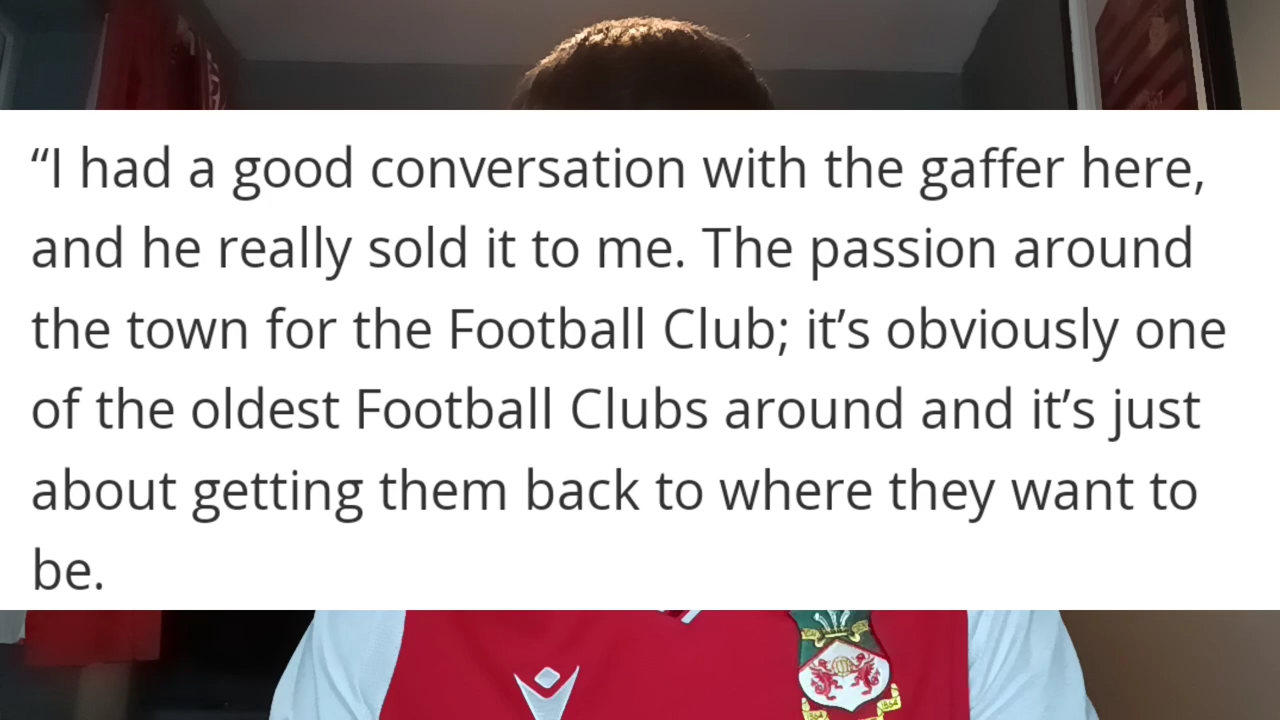 “I had a good conversation with the gaffer here,
and he really sold it to me. The passion around
the town for the Football Club; it’s obviously one
of the oldest Football Clubs around and it’s just
about getting them back to where they want to
be.